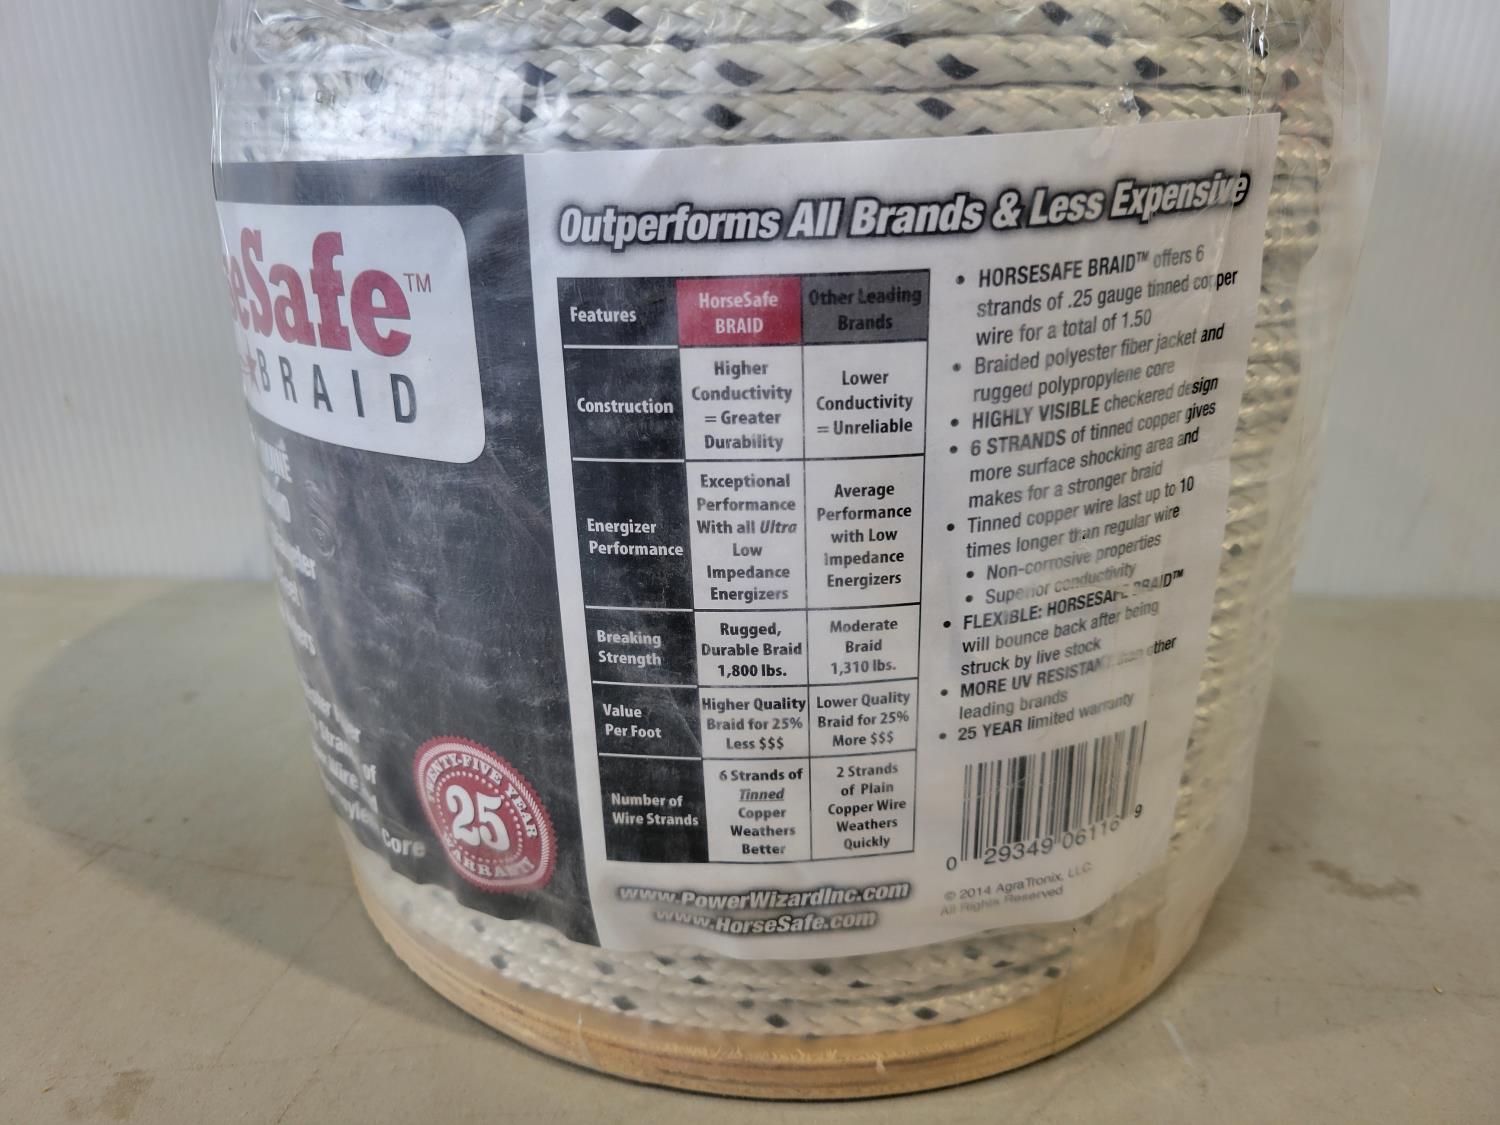 Safe™
BRAID
of
Core
TWENTY-FIVE YEAR
25
WARRANTY
Outperforms All Brands & Less Expensive
Features
HorseSafe
BRAID
Other Leading
Brands
Construction
Higher
Conductivity
= Greater
Durability
Lower
Conductivity
= Unreliable
Energizer
Performance
Exceptional
Performance
With all Ultra
Low
Impedance
Energizers
Average
Performance
with Low
Impedance
Energizers
Breaking
Strength
Rugged,
Durable Braid
1,800 lbs.
Moderate
Braid
1,310 lbs.
Value
Per Foot
Higher Quality
Braid for 25%
Less $$$
Lower Quality
Braid for 25%
More $$$
Number of
Wire Strands
6 Strands of
Tinned
Copper
Weathers
Better
2 Strands
of Plain
Copper Wire
Weathers
Quickly
www.PowerWizardInc.com
www.HorseSafe.com
• HORSESAFE BRAID™ offers 6
strands of .25 gauge tinned copper
wire for a total of 1.50
• Braided polyester fiber jacket and
rugged polypropylene core
• HIGHLY VISIBLE checkered design
• 6 STRANDS of tinned copper gives
more surface shocking area and
makes for a stronger braid
• Tinned copper wire last up to 10
times longer than regular wire
• Non-corrosive properties
• Superior conductivity
• FLEXIBLE: HORSESAFE BRAID™
will bounce back after being
struck by live stock
• MORE UV RESISTANT than other
leading brands
• 25 YEAR limited warranty
0 29349 06116 9
© 2014 AgraTronix, LLC.
All Rights Reserved